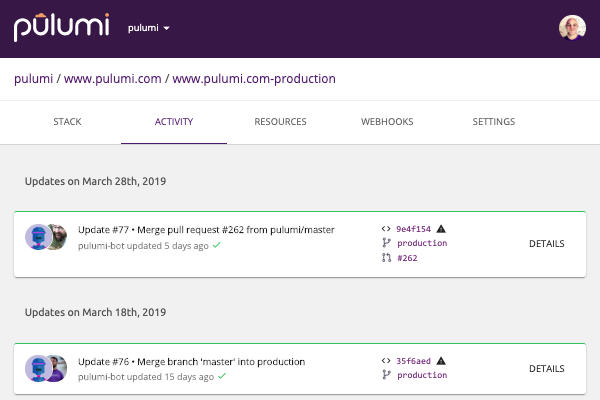 pulumi
pulumi
pulumi / www.pulumi.com / www.pulumi.com-production
STACK ACTIVITY RESOURCES WEBHOOKS SETTINGS
Updates on March 28th, 2019
Update #77 • Merge pull request #262 from pulumi/master
pulumi-bot updated 5 days ago
9e4f154
production
#262
DETAILS
Updates on March 18th, 2019
Update #76 • Merge branch 'master' into production
pulumi-bot updated 15 days ago
35f6aed
production
DETAILS